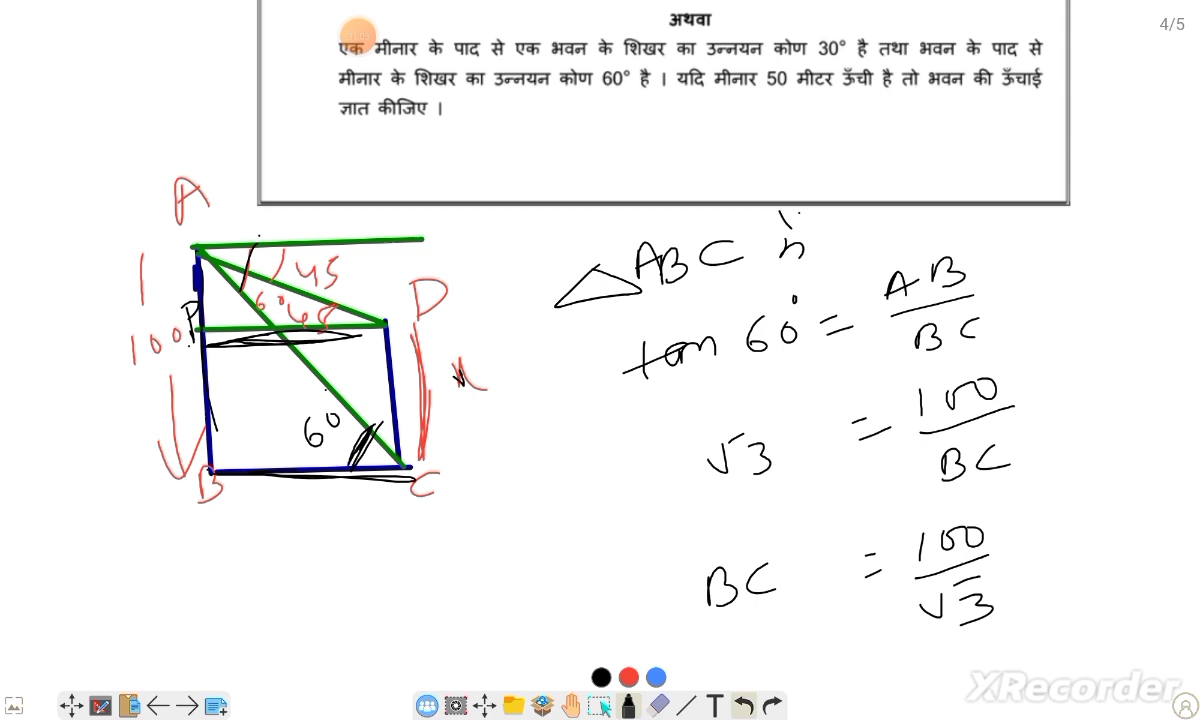 4/5
अथवा
एक मीनार के पाद से एक भवन के शिखर का उन्नयन कोण 30° है तथा भवन के पाद से
मीनार के शिखर का उन्नयन कोण 60° है । यदि मीनार 50 मीटर ऊँची है तो भवन की ऊँचाई
ज्ञात कीजिए ।
A
45
60
45
D
P
100
60
B
C
△ABC में
tan 60° = AB/BC
√3 = 100/BC
BC = 100/√3
T
XRecorder